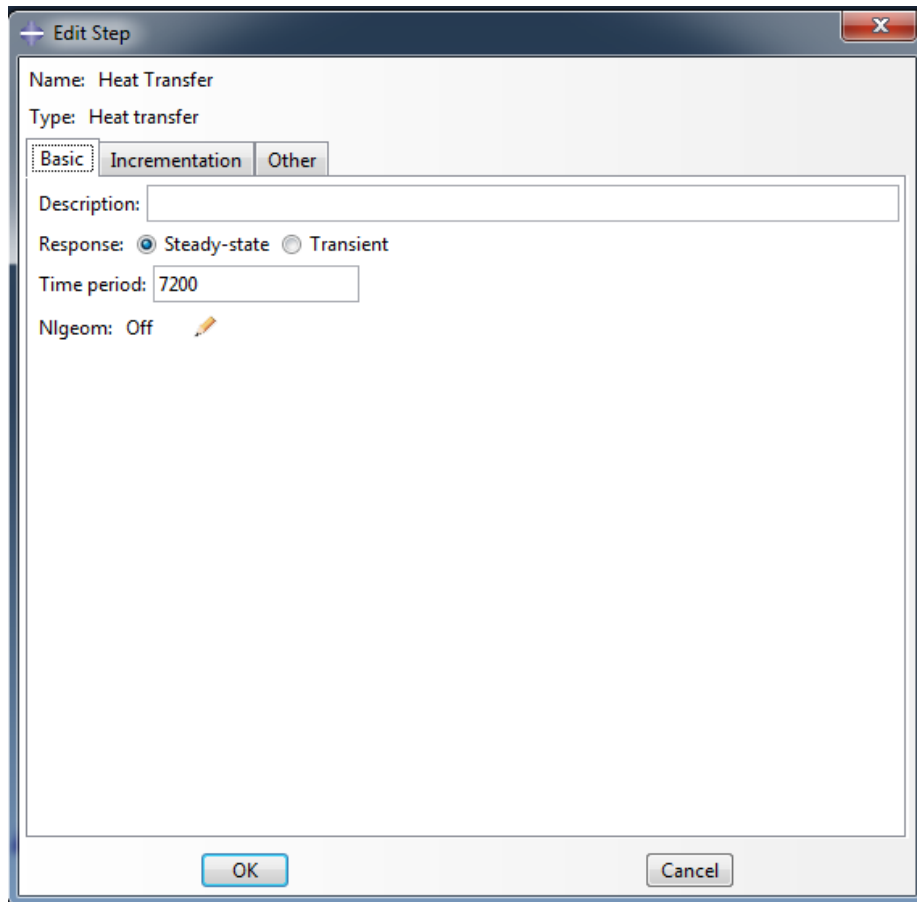 Edit Step
Name: Heat Transfer
Type: Heat transfer
Basic Incrementation Other
Description:
Response: Steady-state Transient
Time period: 7200
Nlgeom: Off
OK Cancel